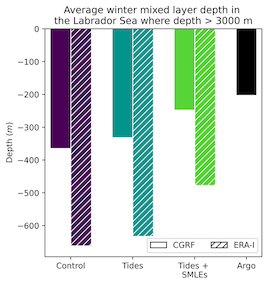 Average winter mixed layer depth in
the Labrador Sea where depth > 3000 m
0
−100
−200
−300
−400
−500
−600
Depth (m)
CGRF
ERA-I
Control
Tides
Tides +
SMLEs
Argo